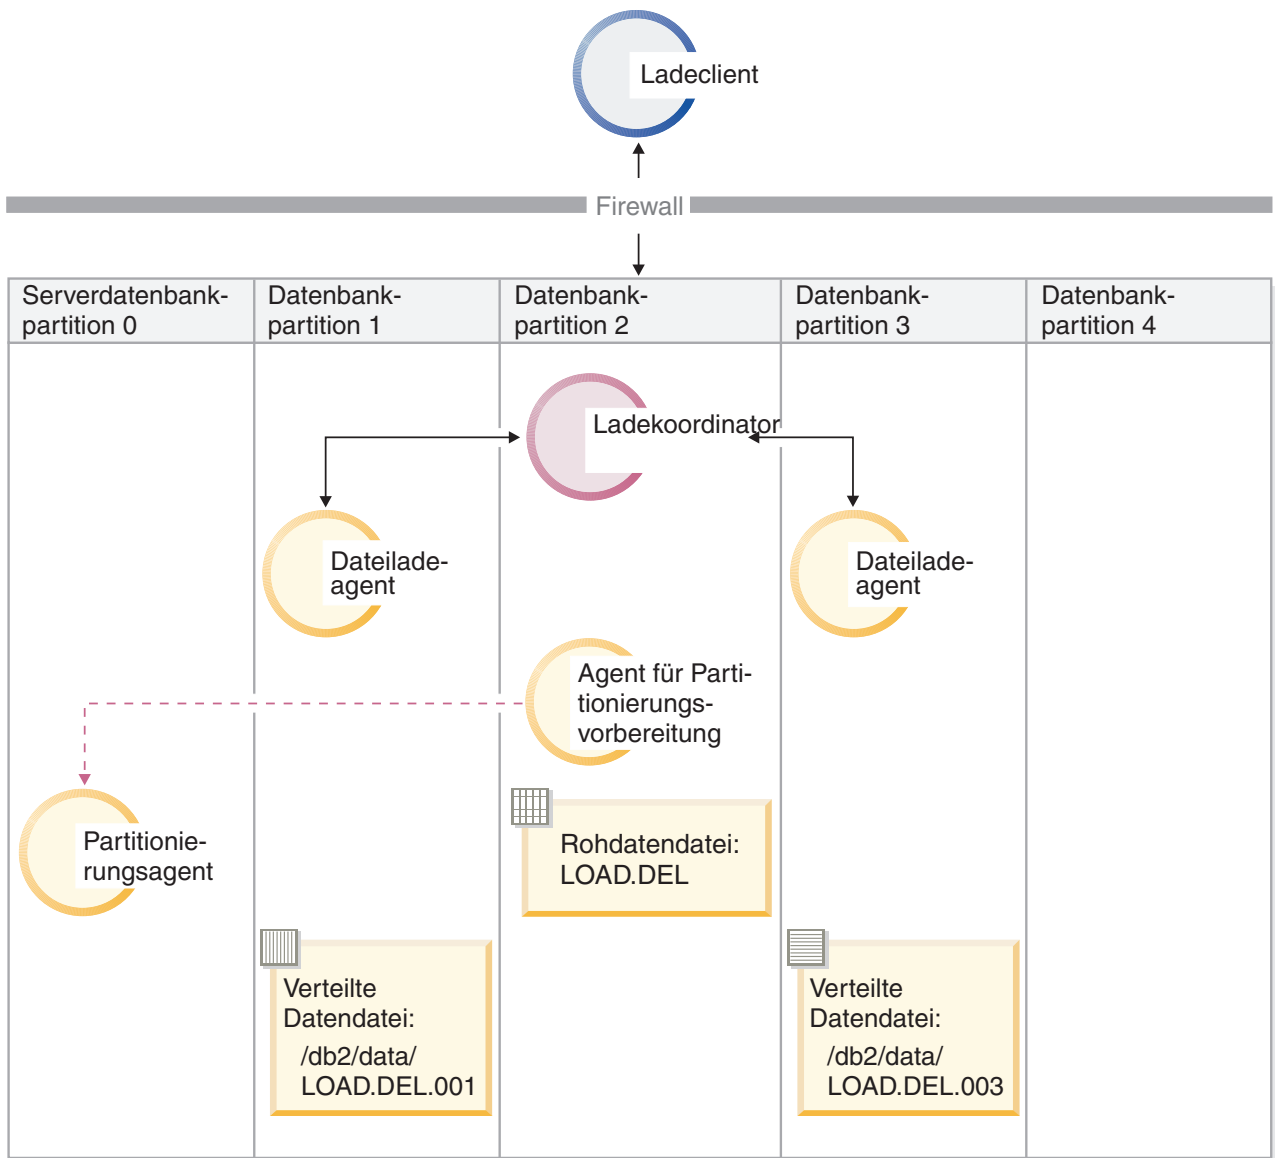 Ladeclient
Firewall
Serverdatenbank-
partition 0
Datenbank-
partition 1
Datenbank-
partition 2
Datenbank-
partition 3
Datenbank-
partition 4
Ladekoordinator
Dateilade-
agent
Dateilade-
agent
Agent für Parti-
tionierungs-
vorbereitung
Partitionie-
rungsagent
Rohdatendatei:
LOAD.DEL
Verteilte
Datendatei:
/db2/data/
LOAD.DEL.001
Verteilte
Datendatei:
/db2/data/
LOAD.DEL.003